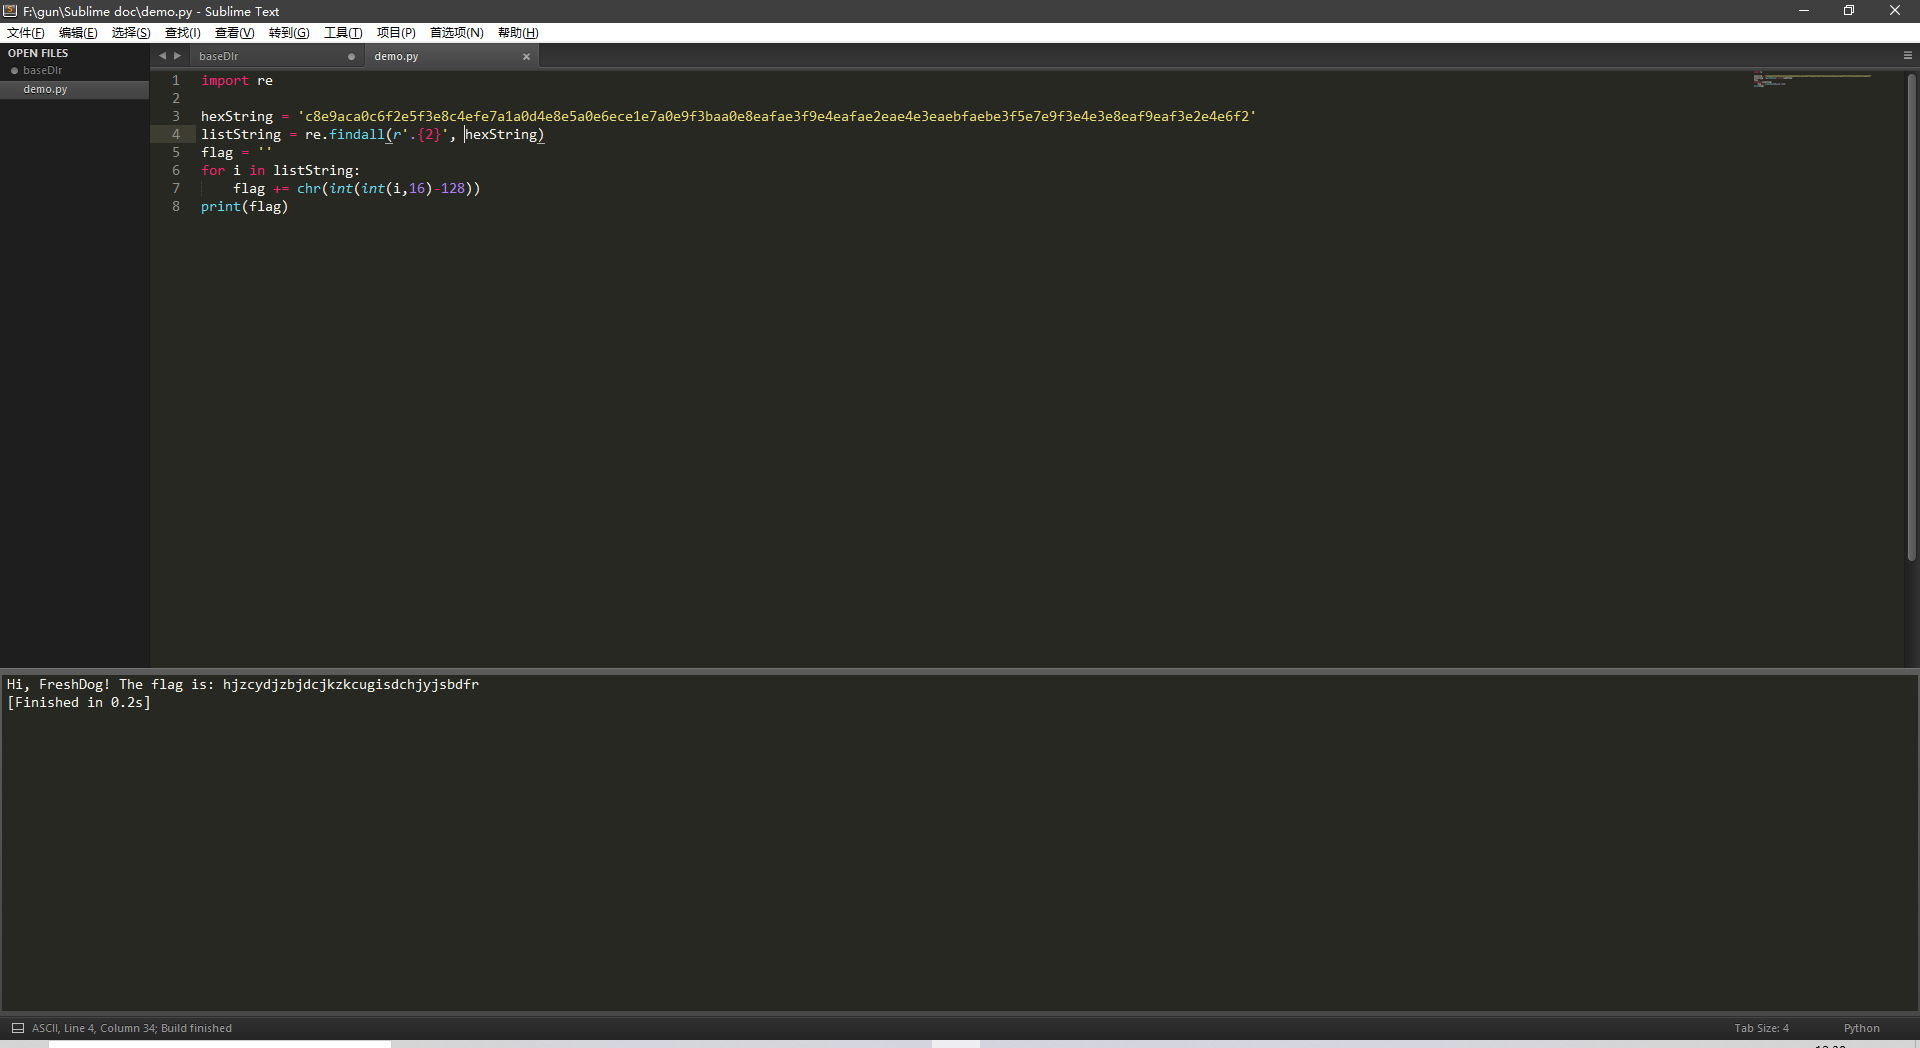 F:\gun\Sublime doc\demo.py - Sublime Text
文件(F) 编辑(E) 选择(S) 查找(I) 查看(V) 转到(G) 工具(T) 项目(P) 首选项(N) 帮助(H)
OPEN FILES
baseDIr
demo.py
baseDIr
demo.py
1 import re
2
3 hexString = 'c8e9aca0c6f2e5f3e8c4efe7a1a0d4e8e5a0e6ece1e7a0e9f3baa0e8eafae3f9e4eafae2eae4e3eaebfaebe3f5e7e9f3e4e3e8eaf9eaf3e2e4e6f2'
4 listString = re.findall(r'.{2}', hexString)
5 flag = ''
6 for i in listString:
7     flag += chr(int(int(i,16)-128))
8 print(flag)
Hi, FreshDog! The flag is: hjzcydjzbjdcjkzkcugisdchjyjsbdfr
[Finished in 0.2s]
ASCII, Line 4, Column 34; Build finished
Tab Size: 4
Python